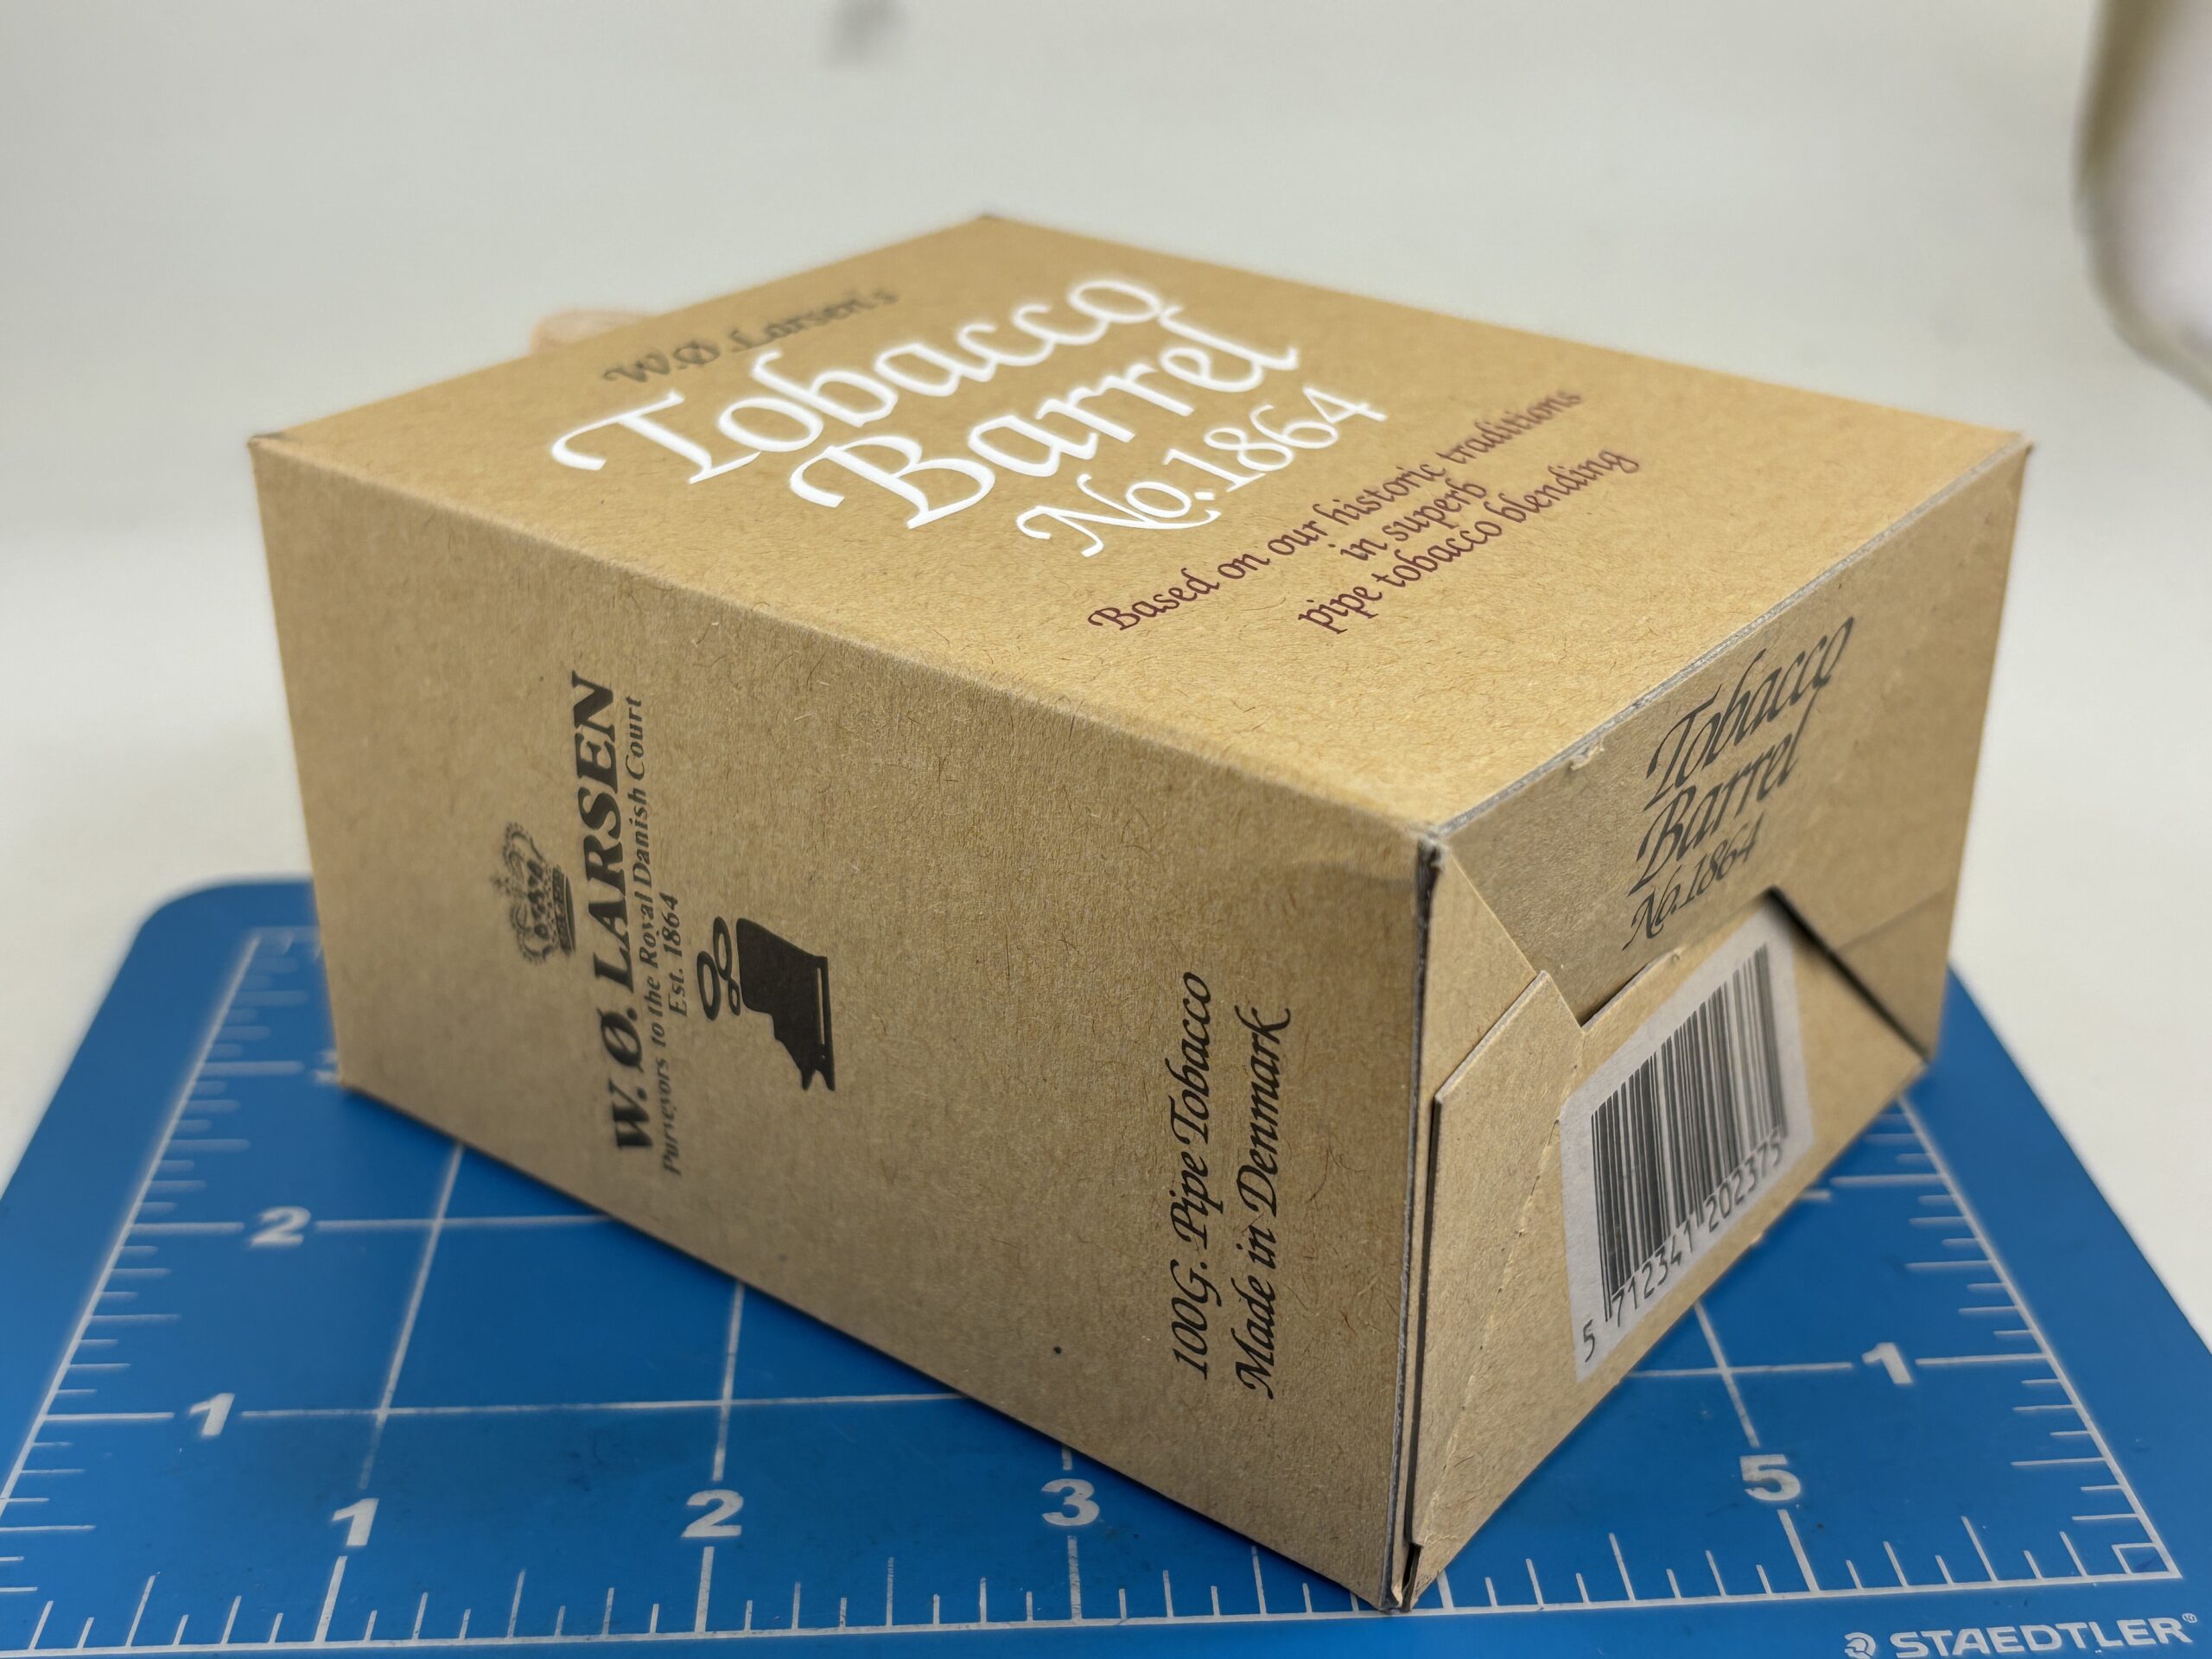 W.Ø. Larsen's
Tobacco
Barrel
No.1864
Based on our historic traditions
in superb
pipe tobacco blending
W.Ø. LARSEN
Purveyors to the Royal Danish Court
Est. 1864
100G. Pipe Tobacco
Made in Denmark
Tobacco
Barrel
No.1864
5 712341 202375
2
1
1
2
3
5
1
STAEDTLER®